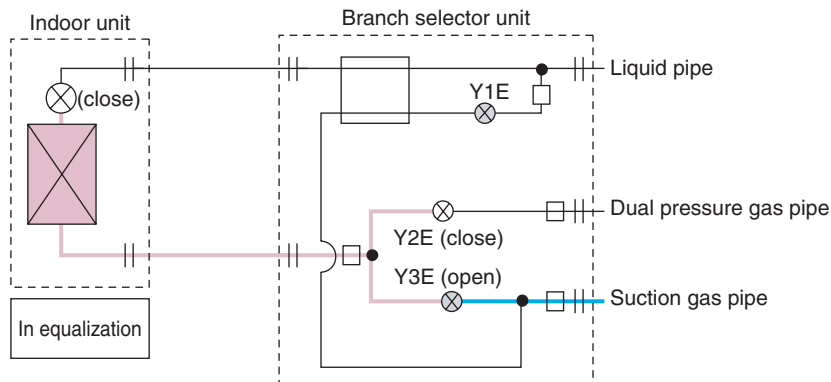 Indoor unit
Branch selector unit
(close)
Y1E
Liquid pipe
Y2E (close)
Dual pressure gas pipe
Y3E (open)
Suction gas pipe
In equalization